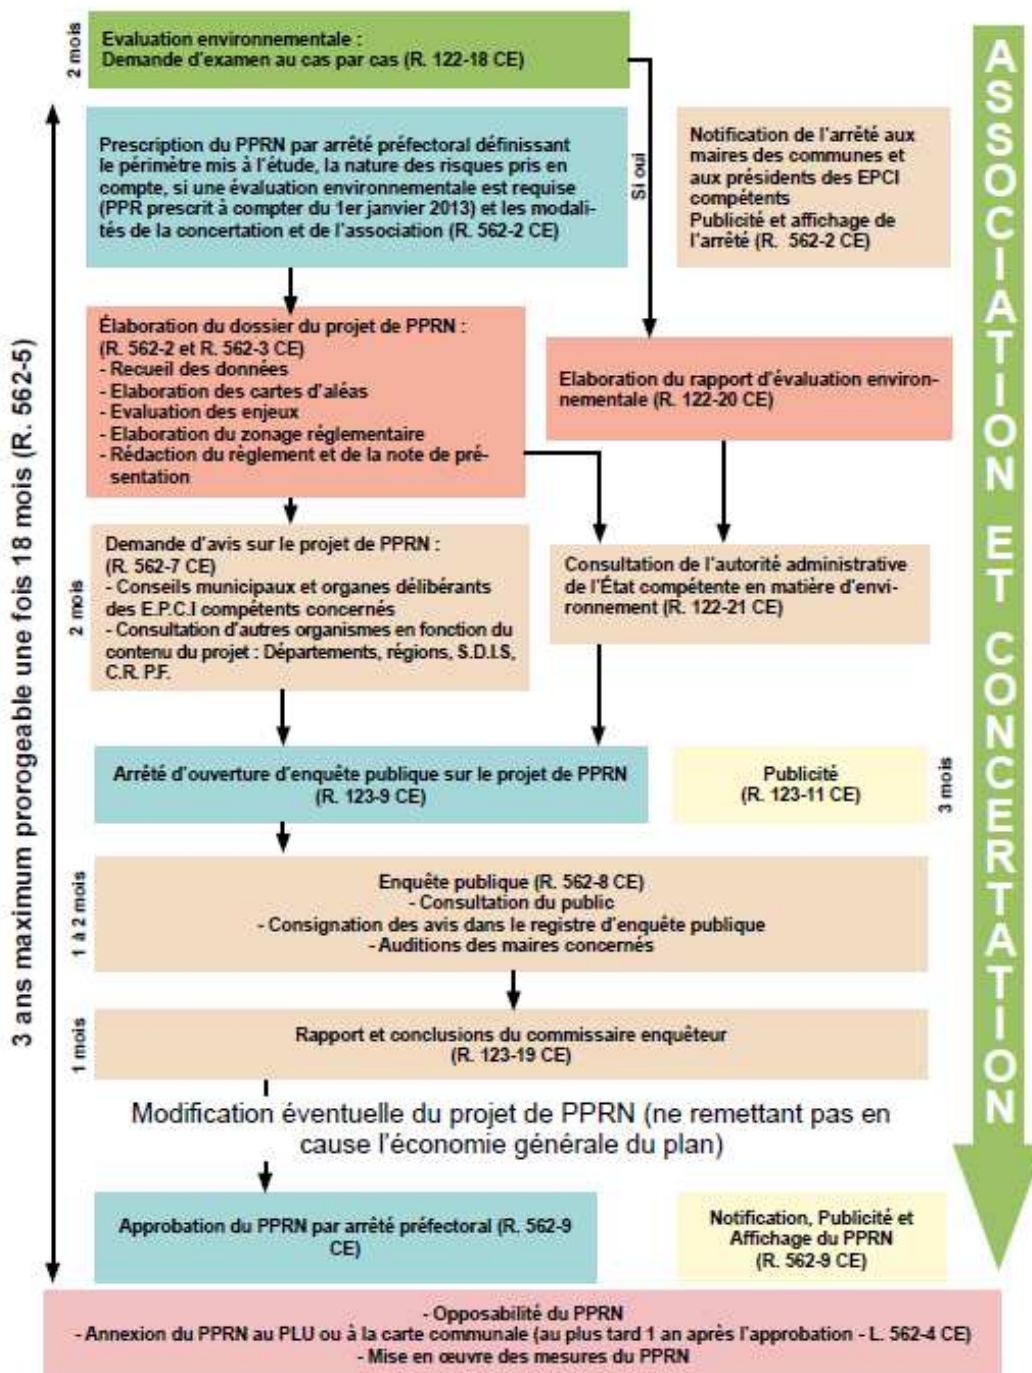 2 mois
Evaluation environnementale :
Demande d'examen au cas par cas (R. 122-18 CE)
3 ans maximum prorogeable une fois 18 mois (R. 562-5)
Prescription du PPRN par arrêté préfectoral définissant
le périmètre mis à l'étude, la nature des risques pris en
compte, si une évaluation environnementale est requise
(PPR prescrit à compter du 1er janvier 2013) et les modali-
tés de la concertation et de l'association (R. 562-2 CE)
Si oui
Notification de l'arrêté aux
maires des communes et
aux présidents des EPCI
compétents
Publicité et affichage de
l'arrêté (R. 562-2 CE)
Élaboration du dossier du projet de PPRN :
(R. 562-2 et R. 562-3 CE)
- Recueil des données
- Elaboration des cartes d'aléas
- Evaluation des enjeux
- Elaboration du zonage réglementaire
- Rédaction du règlement et de la note de pré-
sentation
Elaboration du rapport d'évaluation environ-
nementale (R. 122-20 CE)
2 mois
Demande d'avis sur le projet de PPRN :
(R. 562-7 CE)
- Conseils municipaux et organes délibérants
des E.P.C.I compétents concernés
- Consultation d'autres organismes en fonction du
contenu du projet : Départements, régions, S.D.I.S,
C.R. P.F.
Consultation de l'autorité administrative
de l'État compétente en matière d'envi-
ronnement (R. 122-21 CE)
Arrêté d'ouverture d'enquête publique sur le projet de PPRN
(R. 123-9 CE)
Publicité
(R. 123-11 CE)
3 mois
1 à 2 mois
Enquête publique (R. 562-8 CE)
- Consultation du public
- Consignation des avis dans le registre d'enquête publique
- Auditions des maires concernés
1 mois
Rapport et conclusions du commissaire enquêteur
(R. 123-19 CE)
Modification éventuelle du projet de PPRN (ne remettant pas en
cause l'économie générale du plan)
Approbation du PPRN par arrêté préfectoral (R. 562-9
CE)
Notification, Publicité et
Affichage du PPRN
(R. 562-9 CE)
- Opposabilité du PPRN
- Annexion du PPRN au PLU ou à la carte communale (au plus tard 1 an après l'approbation - L. 562-4 CE)
- Mise en œuvre des mesures du PPRN
ASSOCIATION ET CONCERTATION